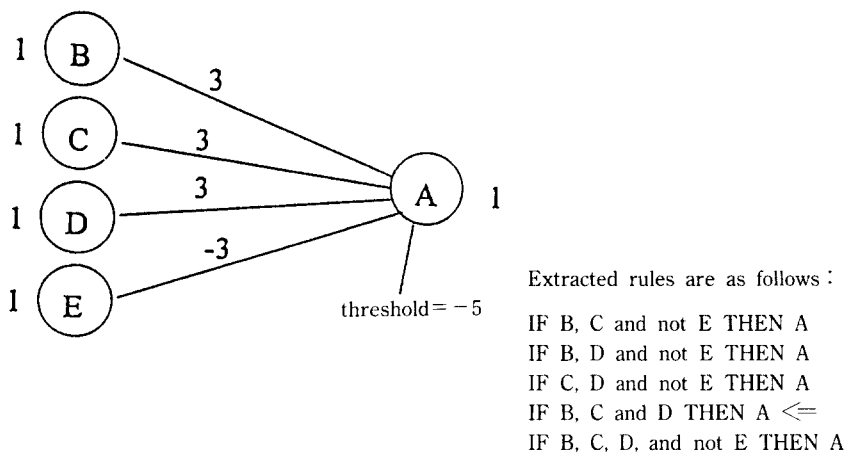 1 B
3
1 C
3
1 D
3
A 1
-3
1 E
threshold= −5
Extracted rules are as follows :
IF B, C and not E THEN A
IF B, D and not E THEN A
IF C, D and not E THEN A
IF B, C and D THEN A <=
IF B, C, D, and not E THEN A